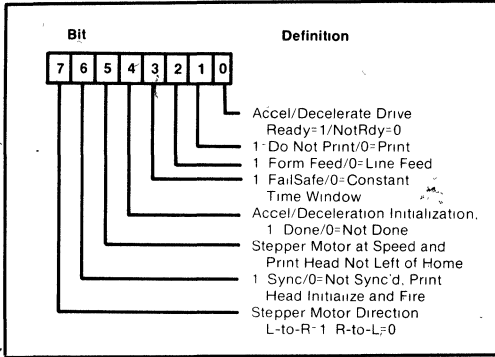 Bit Definition
7 6 5 4 3 2 1 0
Accel/Decelerate Drive
Ready=1/NotRdy=0
1-Do Not Print/0=Print
1 Form Feed/0=Line Feed
1 FailSafe/0=Constant
Time Window
Accel/Deceleration Initialization,
1 Done/0=Not Done
Stepper Motor at Speed and
Print Head Not Left of Home
1 Sync/0=Not Sync'd, Print
Head Initialize and Fire
Stepper Motor Direction
L-to-R-1 R-to-L=0